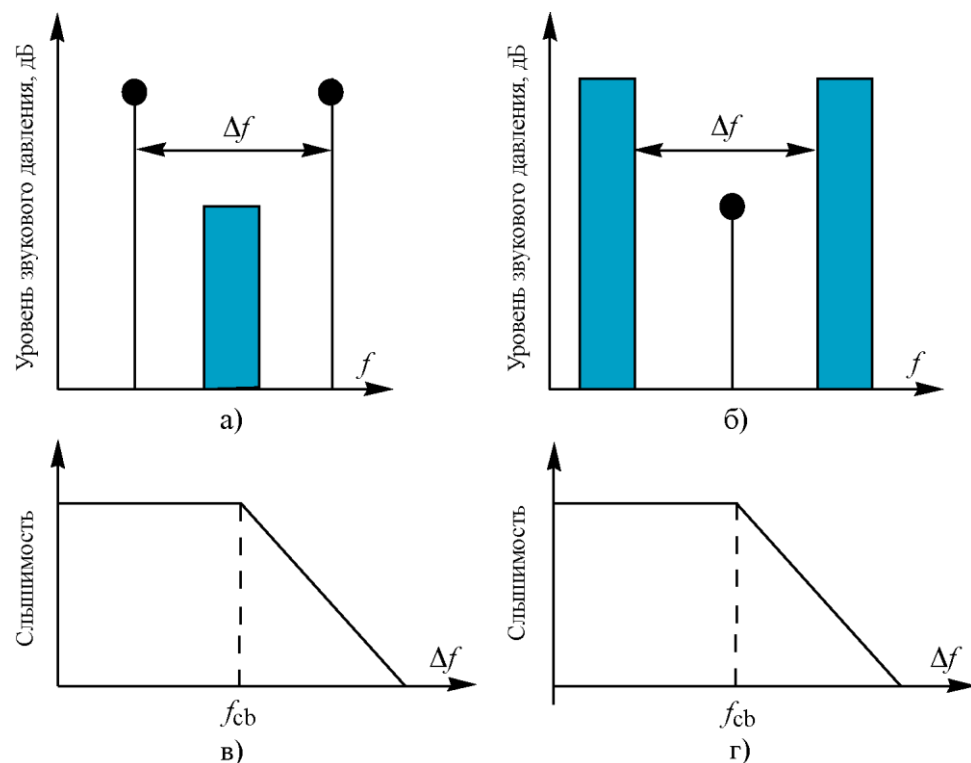 Уровень звукового давления, дБ
Δf
f
а)
Уровень звукового давления, дБ
Δf
f
б)
Слышимость
Δf
fcb
в)
Слышимость
Δf
fcb
г)